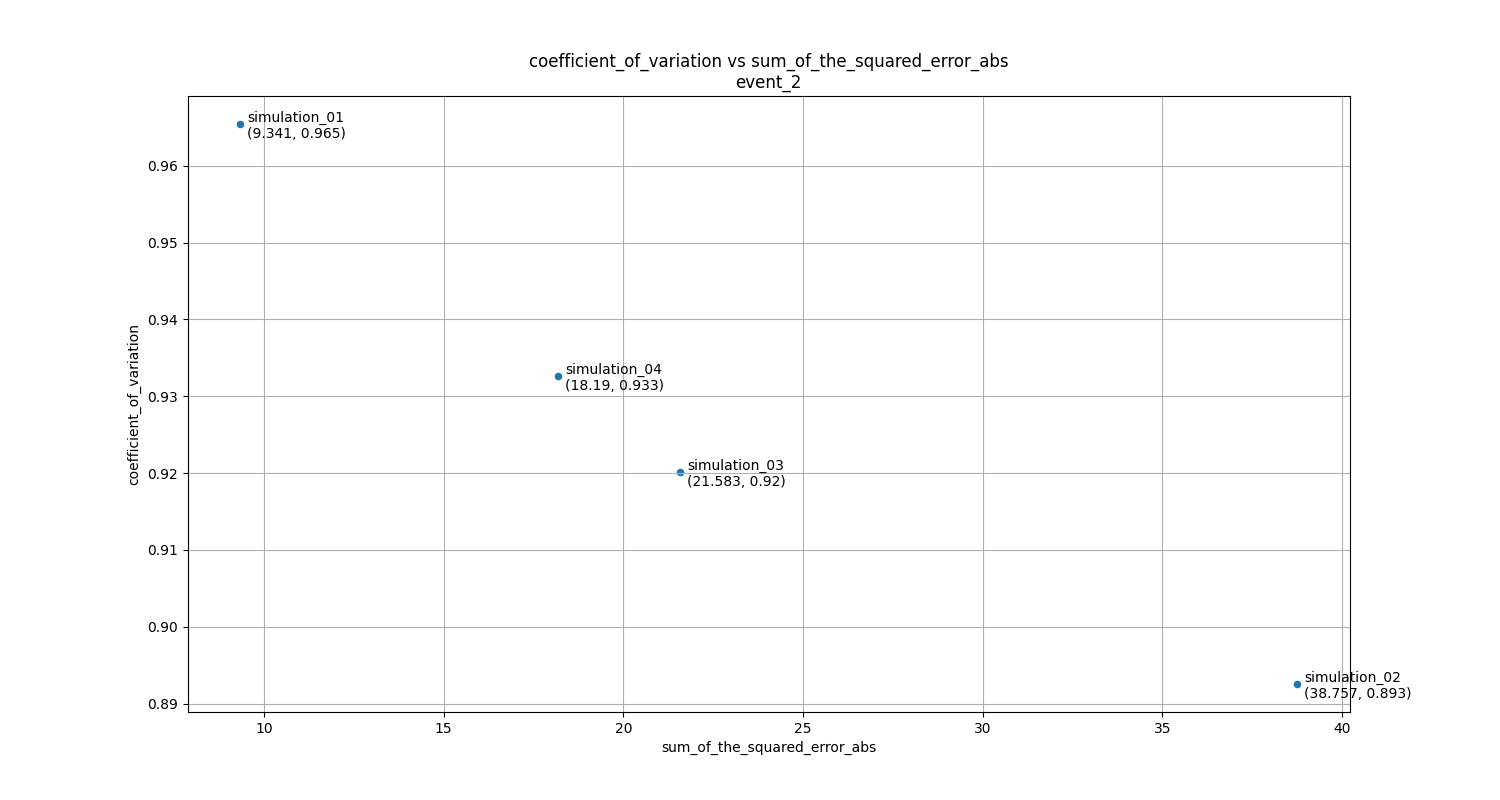 coefficient_of_variation vs sum_of_the_squared_error_abs
event_2
simulation_01
(9.341, 0.965)
0.96
0.95
0.94
simulation_04
(18.19, 0.933)
0.93
coefficient_of_variation
simulation_03
(21.583, 0.92)
0.92
0.91
0.90
simulation_02
(38.757, 0.893)
0.89
10 15 20 25 30 35 40
sum_of_the_squared_error_abs